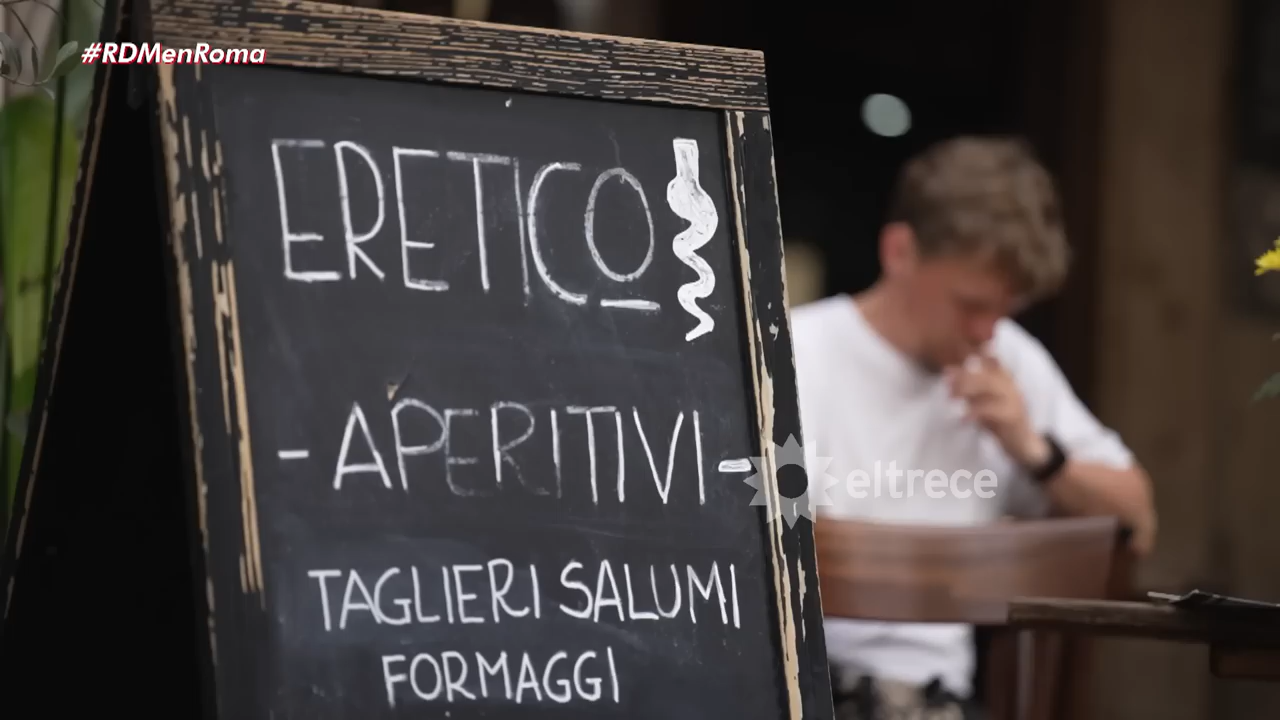 #RDMenRoma
ERETICO
- APERITIVI -
eltrece
TAGLIERI SALUMI
FORMAGGI